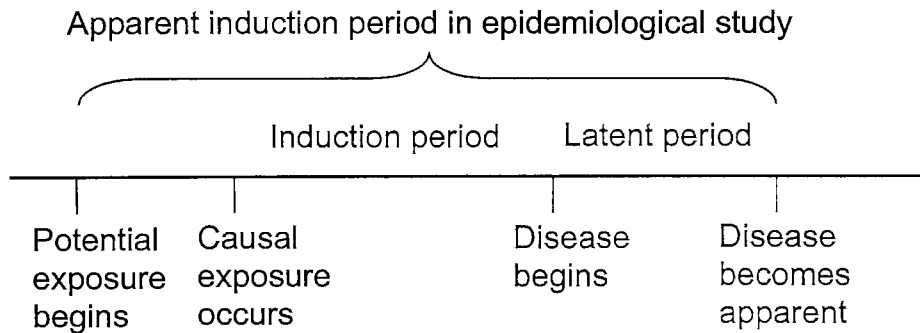 Apparent induction period in epidemiological study
Induction period
Latent period
Potential
exposure
begins
Causal
exposure
occurs
Disease
begins
Disease
becomes
apparent